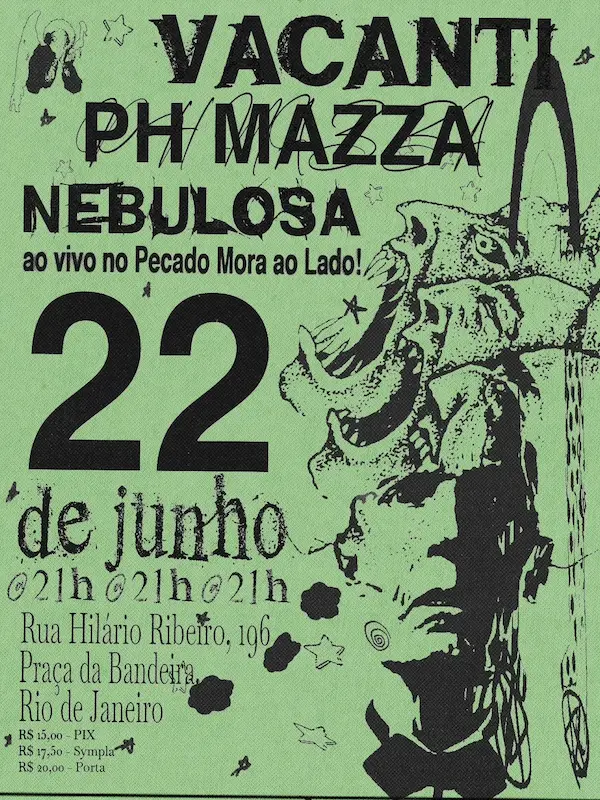 VACANTI
PH MAZZA
NEBULOSA
ao vivo no Pecado Mora ao Lado!
22
de junho
@21h @21h @21h
Rua Hilário Ribeiro, 196
Praça da Bandeira
Rio de Janeiro
R$ 15,00 - PIX
R$ 17,50 - Sympla
R$ 20,00 - Porta